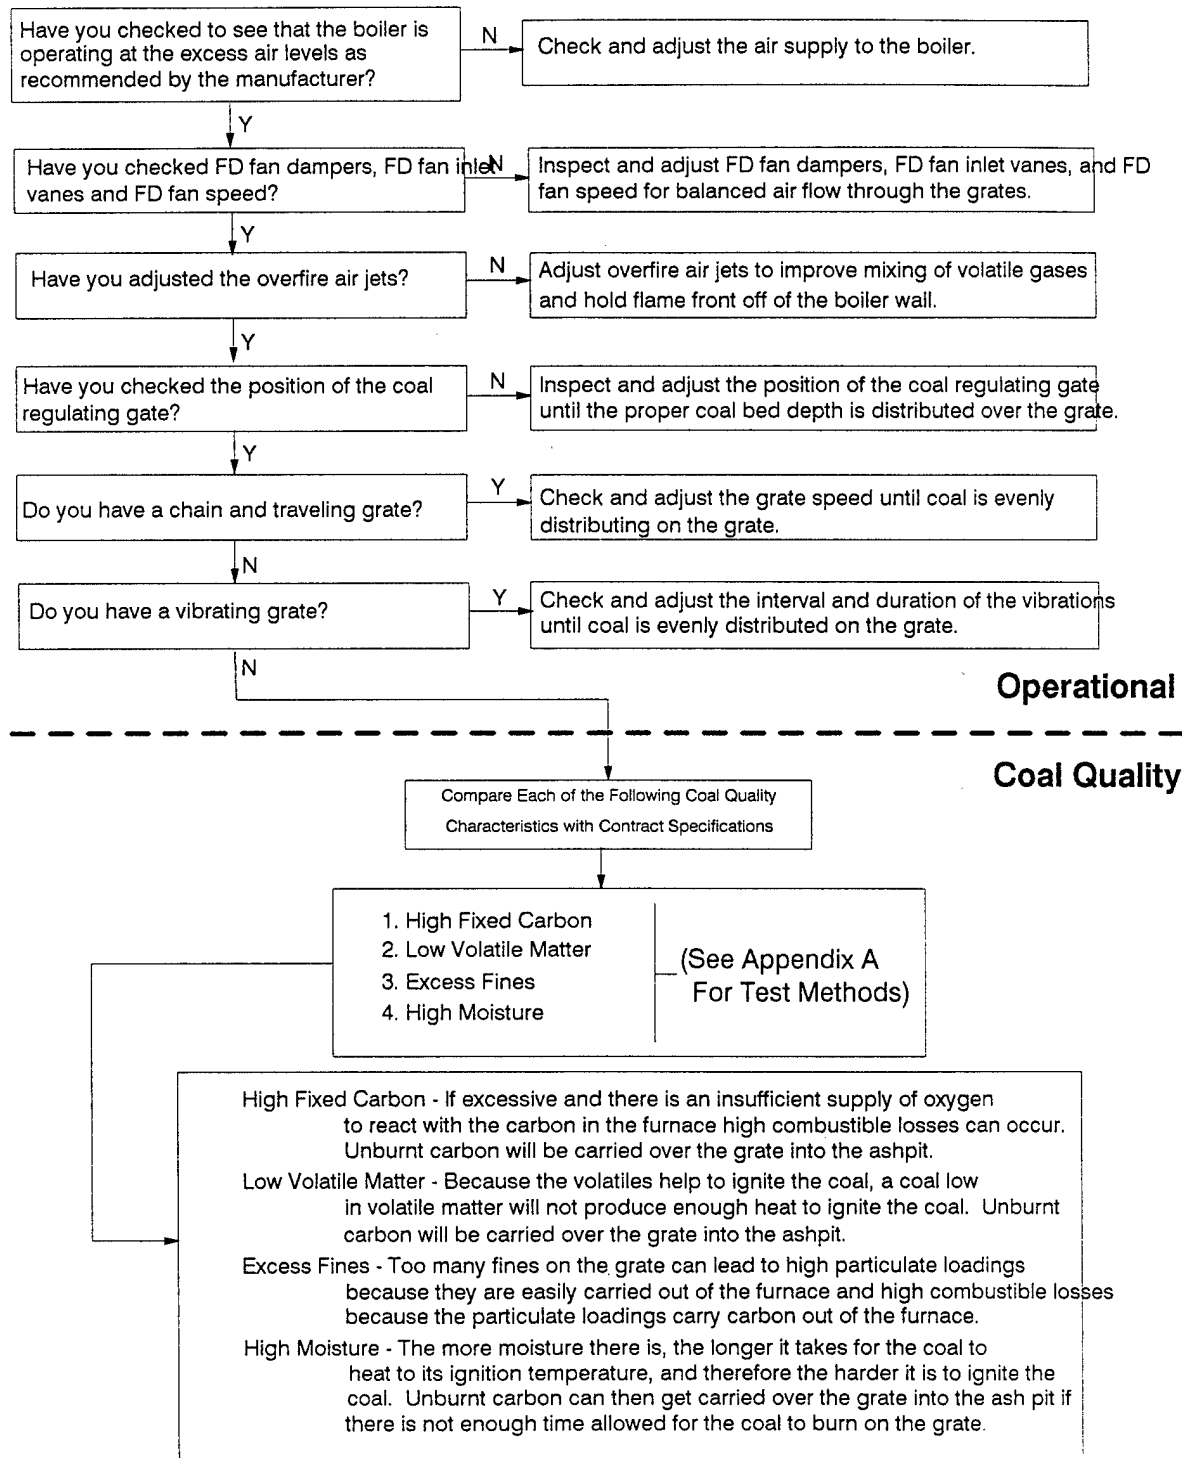 Have you checked to see that the boiler is
operating at the excess air levels as
recommended by the manufacturer?
N
Check and adjust the air supply to the boiler.
Y
Have you checked FD fan dampers, FD fan inlet
vanes and FD fan speed?
N
Inspect and adjust FD fan dampers, FD fan inlet vanes, and FD
fan speed for balanced air flow through the grates.
Y
Have you adjusted the overfire air jets?
N
Adjust overfire air jets to improve mixing of volatile gases
and hold flame front off of the boiler wall.
Y
Have you checked the position of the coal
regulating gate?
N
Inspect and adjust the position of the coal regulating gate
until the proper coal bed depth is distributed over the grate.
Y
Do you have a chain and traveling grate?
Y
Check and adjust the grate speed until coal is evenly
distributing on the grate.
N
Do you have a vibrating grate?
Y
Check and adjust the interval and duration of the vibrations
until coal is evenly distributed on the grate.
N
Operational
Coal Quality
Compare Each of the Following Coal Quality
Characteristics with Contract Specifications
1. High Fixed Carbon
2. Low Volatile Matter
3. Excess Fines
4. High Moisture
(See Appendix A
For Test Methods)
High Fixed Carbon - If excessive and there is an insufficient supply of oxygen
to react with the carbon in the furnace high combustible losses can occur.
Unburnt carbon will be carried over the grate into the ashpit.
Low Volatile Matter - Because the volatiles help to ignite the coal, a coal low
in volatile matter will not produce enough heat to ignite the coal. Unburnt
carbon will be carried over the grate into the ashpit.
Excess Fines - Too many fines on the grate can lead to high particulate loadings
because they are easily carried out of the furnace and high combustible losses
because the particulate loadings carry carbon out of the furnace.
High Moisture - The more moisture there is, the longer it takes for the coal to
heat to its ignition temperature, and therefore the harder it is to ignite the
coal. Unburnt carbon can then get carried over the grate into the ash pit if
there is not enough time allowed for the coal to burn on the grate.